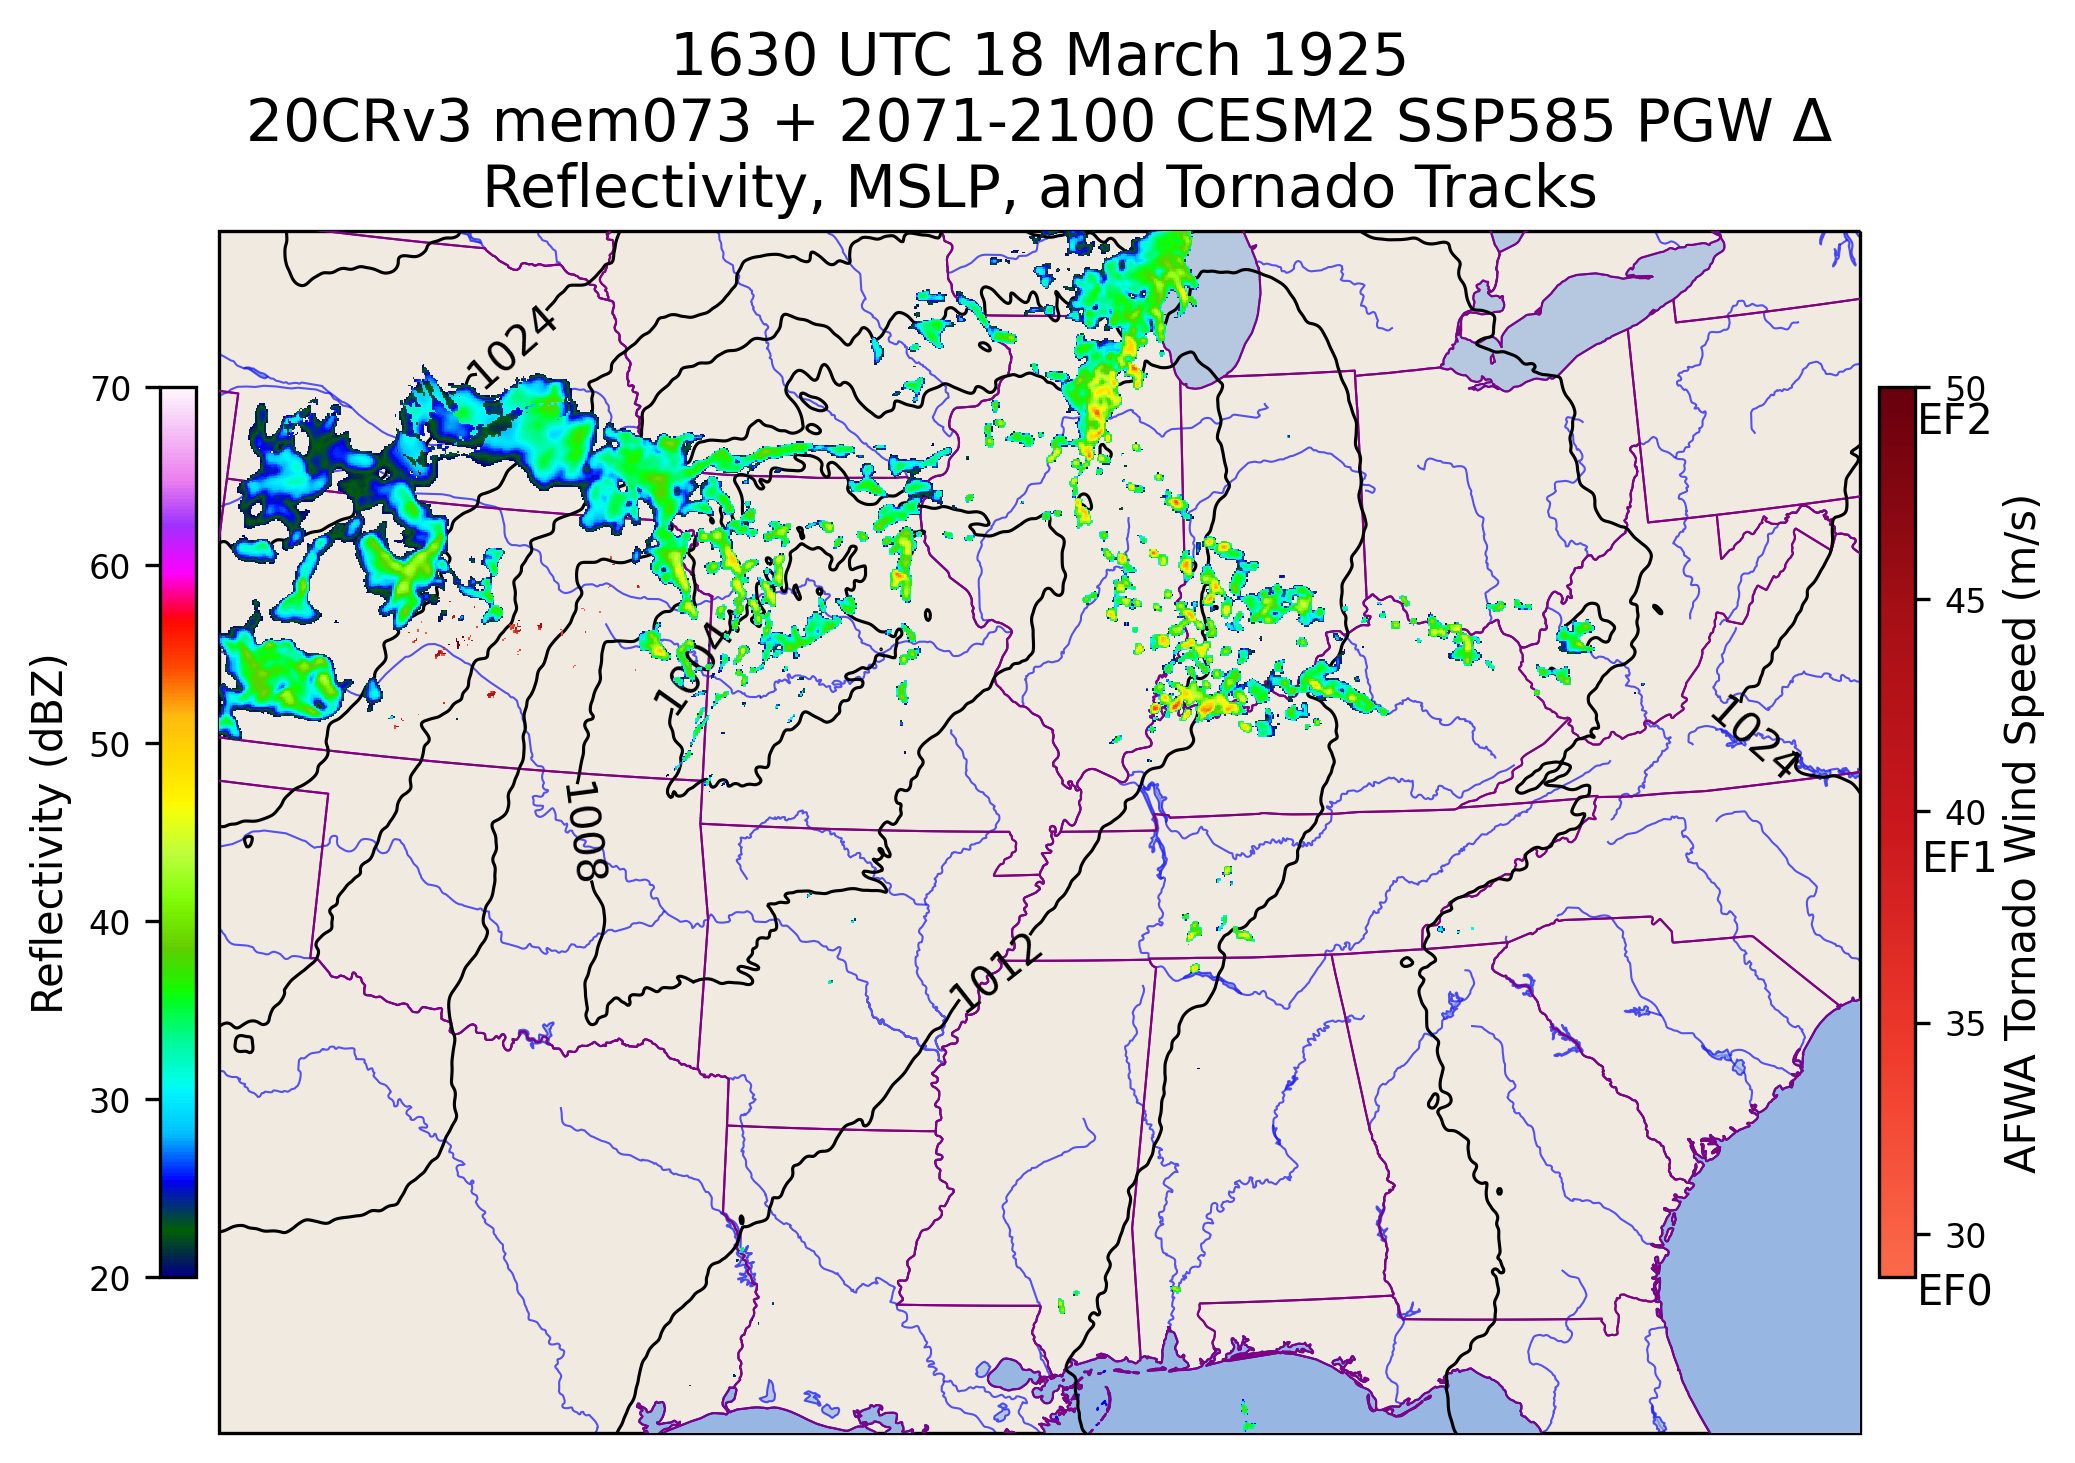 1630 UTC 18 March 1925
20CRv3 mem073 + 2071-2100 CESM2 SSP585 PGW Δ
Reflectivity, MSLP, and Tornado Tracks
Reflectivity (dBZ)
70
60
50
40
30
20
1024
1004
1008
1012
1024
50
EF2
45
40
EF1
35
30
EF0
AFWA Tornado Wind Speed (m/s)